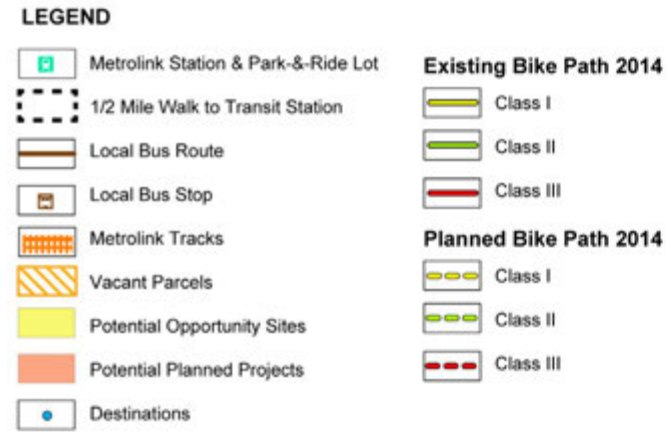 LEGEND
Metrolink Station & Park-&-Ride Lot
1/2 Mile Walk to Transit Station
Local Bus Route
Local Bus Stop
Metrolink Tracks
Vacant Parcels
Potential Opportunity Sites
Potential Planned Projects
Destinations
Existing Bike Path 2014
Class I
Class II
Class III
Planned Bike Path 2014
Class I
Class II
Class III